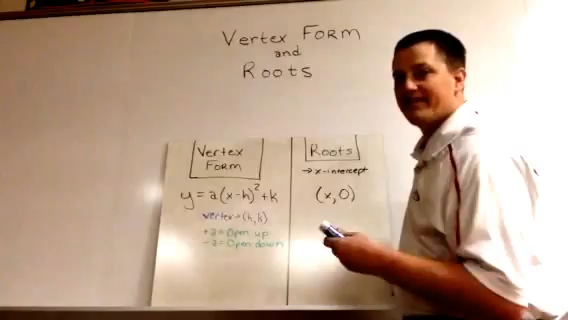 Vertex Form
and
Roots
Vertex
Form
y = a(x-h)² + k
vertex → (h, k)
+a = Open up
-a = Open down
Roots
→ x-intercept
(x, 0)